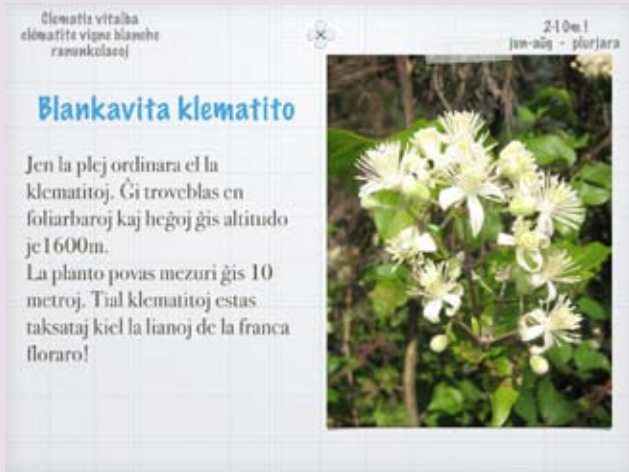 Clematis vitalba
clématite vigne blanche
ranunkolacoj
2-10m!
jun-aŭg - plurjara
Blankavita klematito
Jen la plej ordinara el la
klematitoj. Ĝi troveblas en
foliarbaroj kaj heĝoj ĝis altitudo
je1600m.
La planto povas mezuri ĝis 10
metroj. Tial klematitoj estas
taksataj kiel la lianoj de la franca
floraro!